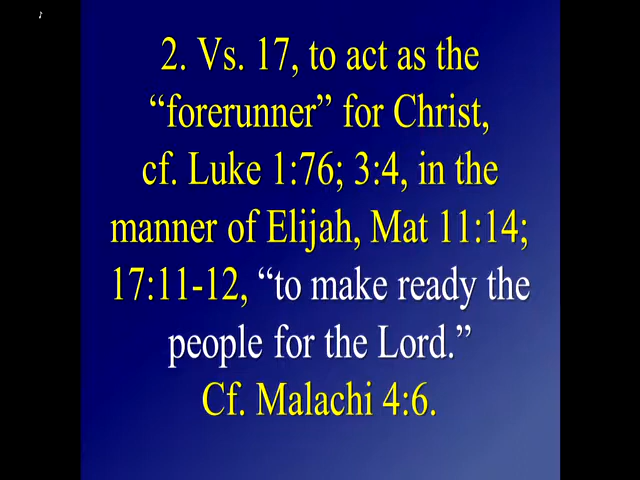 2. Vs. 17, to act as the
“forerunner” for Christ,
cf. Luke 1:76; 3:4, in the
manner of Elijah, Mat 11:14;
17:11-12, “to make ready the
people for the Lord.”
Cf. Malachi 4:6.